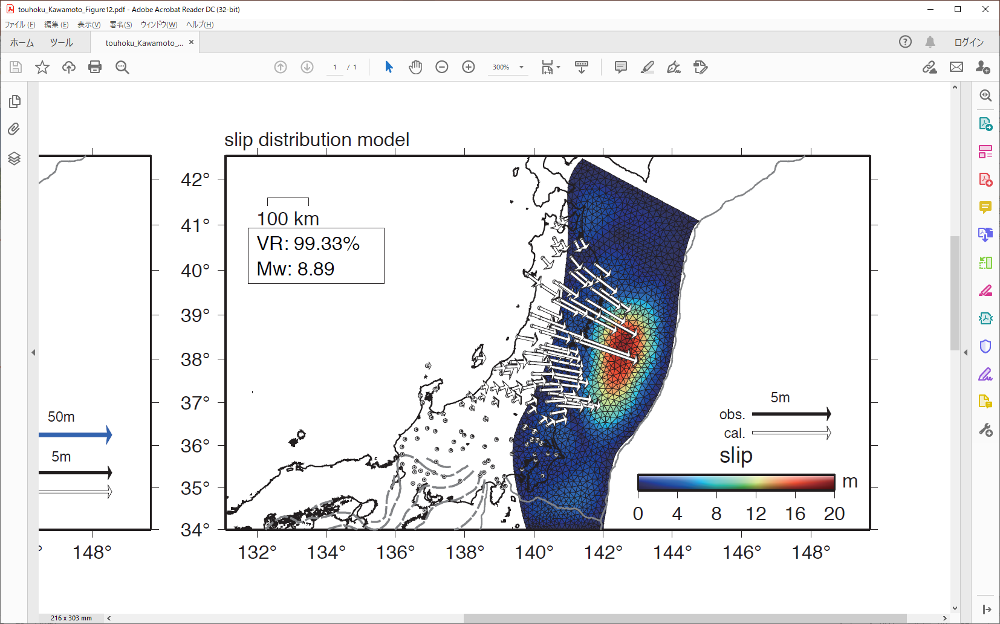 touhoku_Kawamoto_Figure12.pdf - Adobe Acrobat Reader DC (32-bit)
ファイル (F) 編集 (E) 表示(V) 署名(S) ウィンドウ(W) ヘルプ(H)
ホーム ツール touhoku_Kawamoto_... × ログイン
1 / 1 300%
slip distribution model
42°
41°
40°
39°
38°
37°
36°
35°
34°
100 km
VR: 99.33%
Mw: 8.89
50m
5m
5m
obs.
cal.
slip
m
0 4 8 12 16 20
148° 132° 134° 136° 138° 140° 142° 144° 146° 148°
216 x 303 mm